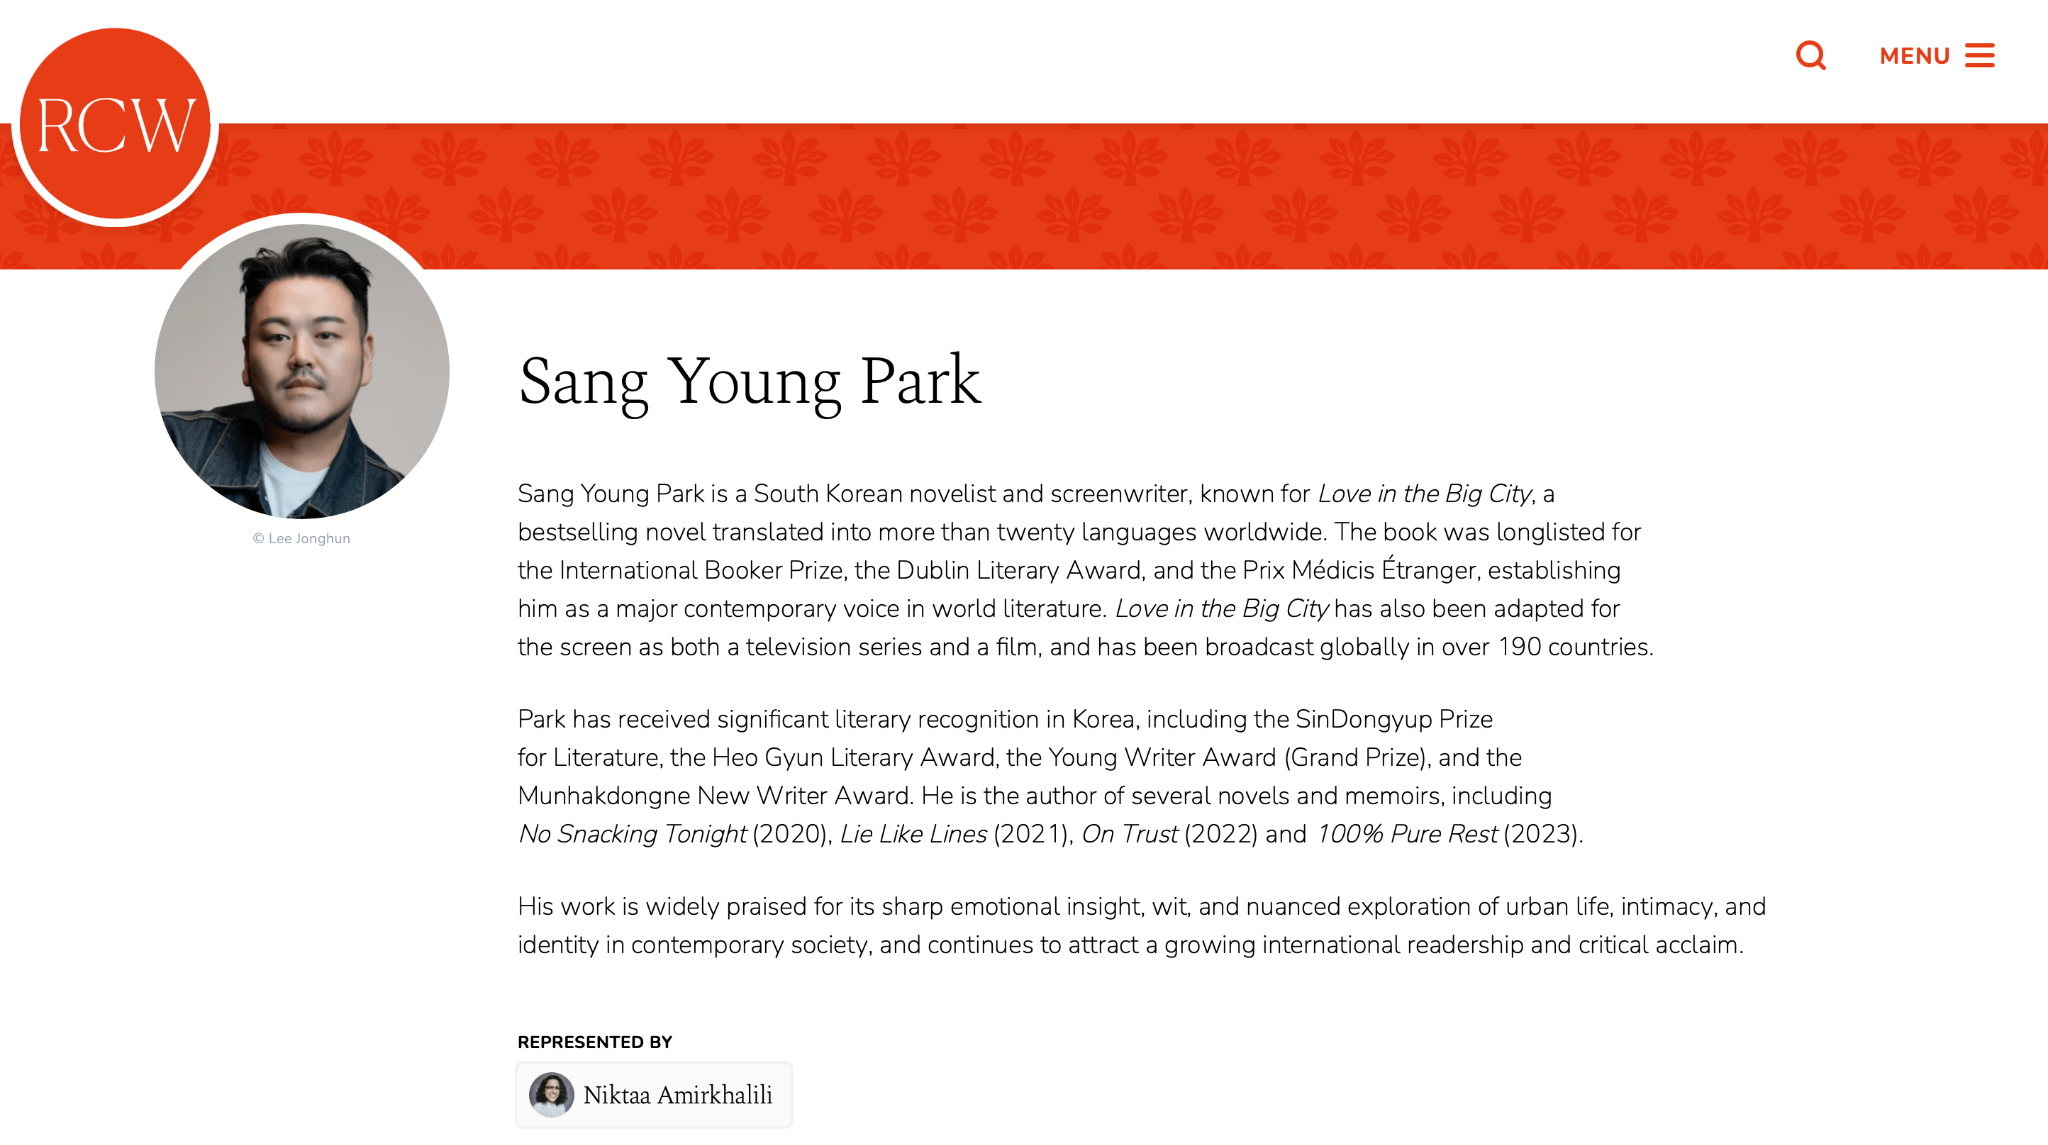 RCW
MENU
© Lee Jonghun
Sang Young Park
Sang Young Park is a South Korean novelist and screenwriter, known for Love in the Big City, a
bestselling novel translated into more than twenty languages worldwide. The book was longlisted for
the International Booker Prize, the Dublin Literary Award, and the Prix Médicis Étranger, establishing
him as a major contemporary voice in world literature. Love in the Big City has also been adapted for
the screen as both a television series and a film, and has been broadcast globally in over 190 countries.
Park has received significant literary recognition in Korea, including the SinDongyup Prize
for Literature, the Heo Gyun Literary Award, the Young Writer Award (Grand Prize), and the
Munhakdongne New Writer Award. He is the author of several novels and memoirs, including
No Snacking Tonight (2020), Lie Like Lines (2021), On Trust (2022) and 100% Pure Rest (2023).
His work is widely praised for its sharp emotional insight, wit, and nuanced exploration of urban life, intimacy, and
identity in contemporary society, and continues to attract a growing international readership and critical acclaim.
REPRESENTED BY
Niktaa Amirkhalili